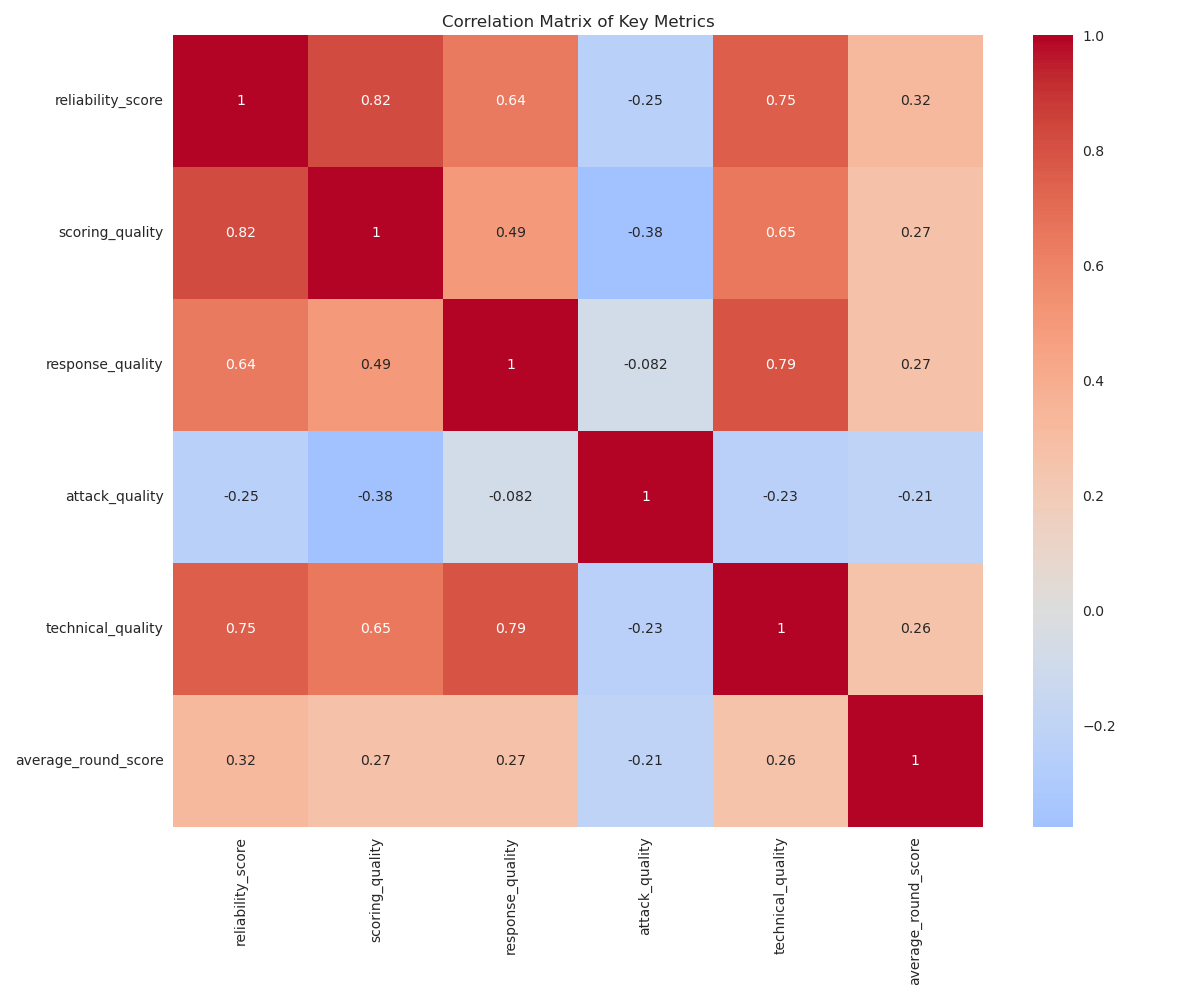 Correlation Matrix of Key Metrics
reliability_score 1 0.82 0.64 -0.25 0.75 0.32
scoring_quality 0.82 1 0.49 -0.38 0.65 0.27
response_quality 0.64 0.49 1 -0.082 0.79 0.27
attack_quality -0.25 -0.38 -0.082 1 -0.23 -0.21
technical_quality 0.75 0.65 0.79 -0.23 1 0.26
average_round_score 0.32 0.27 0.27 -0.21 0.26 1
reliability_score
scoring_quality
response_quality
attack_quality
technical_quality
average_round_score
1.0
0.8
0.6
0.4
0.2
0.0
−0.2